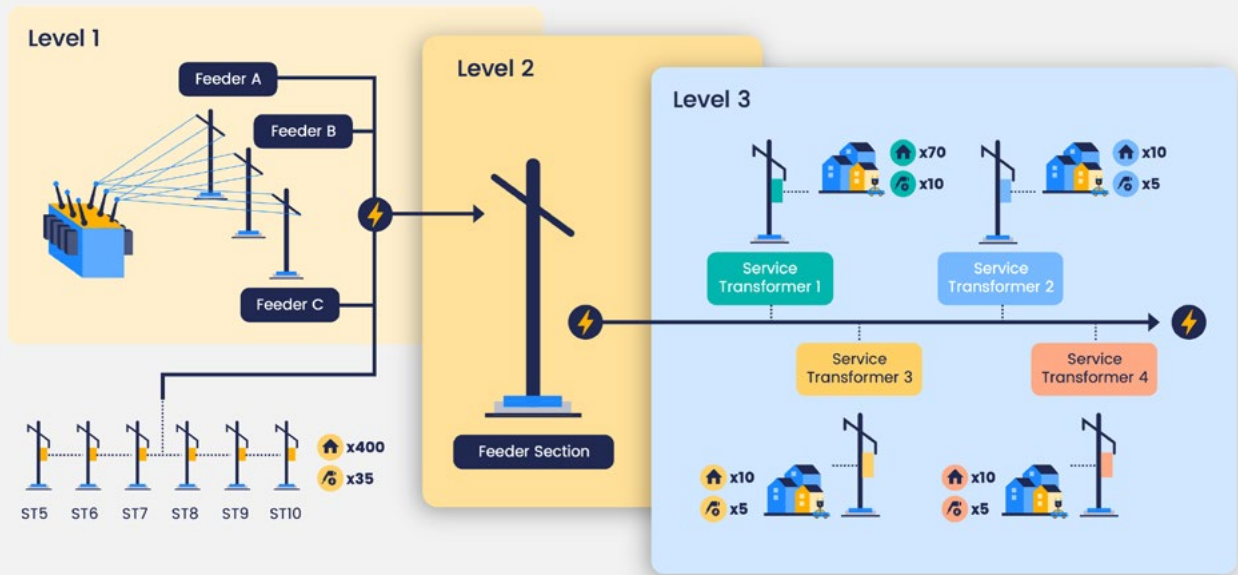 Level 1
Feeder A
Feeder B
Feeder C
x400
x35
ST5 ST6 ST7 ST8 ST9 ST10
Level 2
Feeder Section
Level 3
x70
x10
Service
Transformer 1
x10
x5
Service
Transformer 2
Service
Transformer 3
x10
x5
Service
Transformer 4
x10
x5